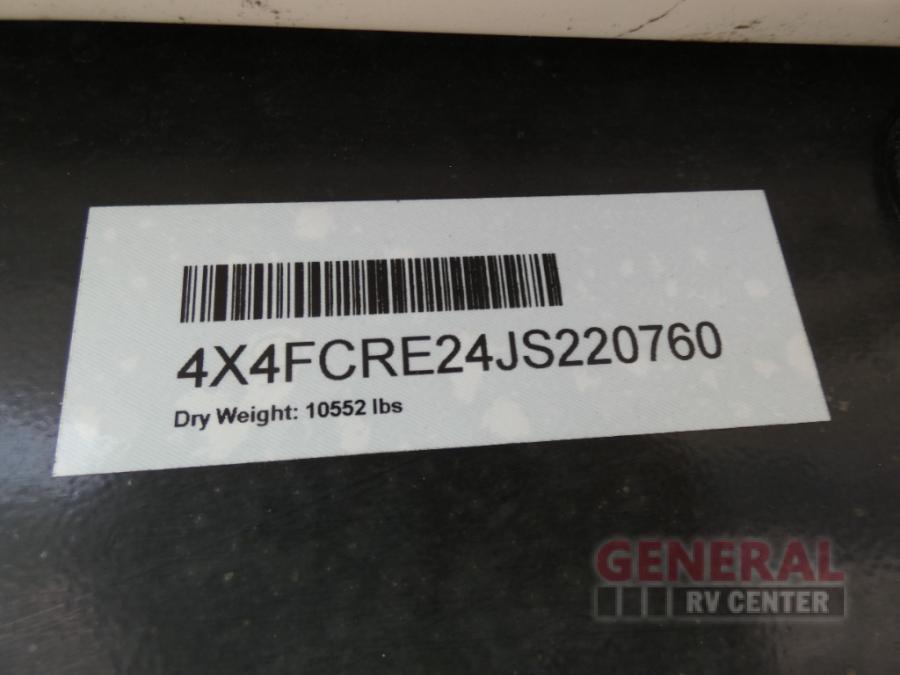 4X4FCRE24JS220760
Dry Weight: 10552 lbs
GENERAL
RV CENTER